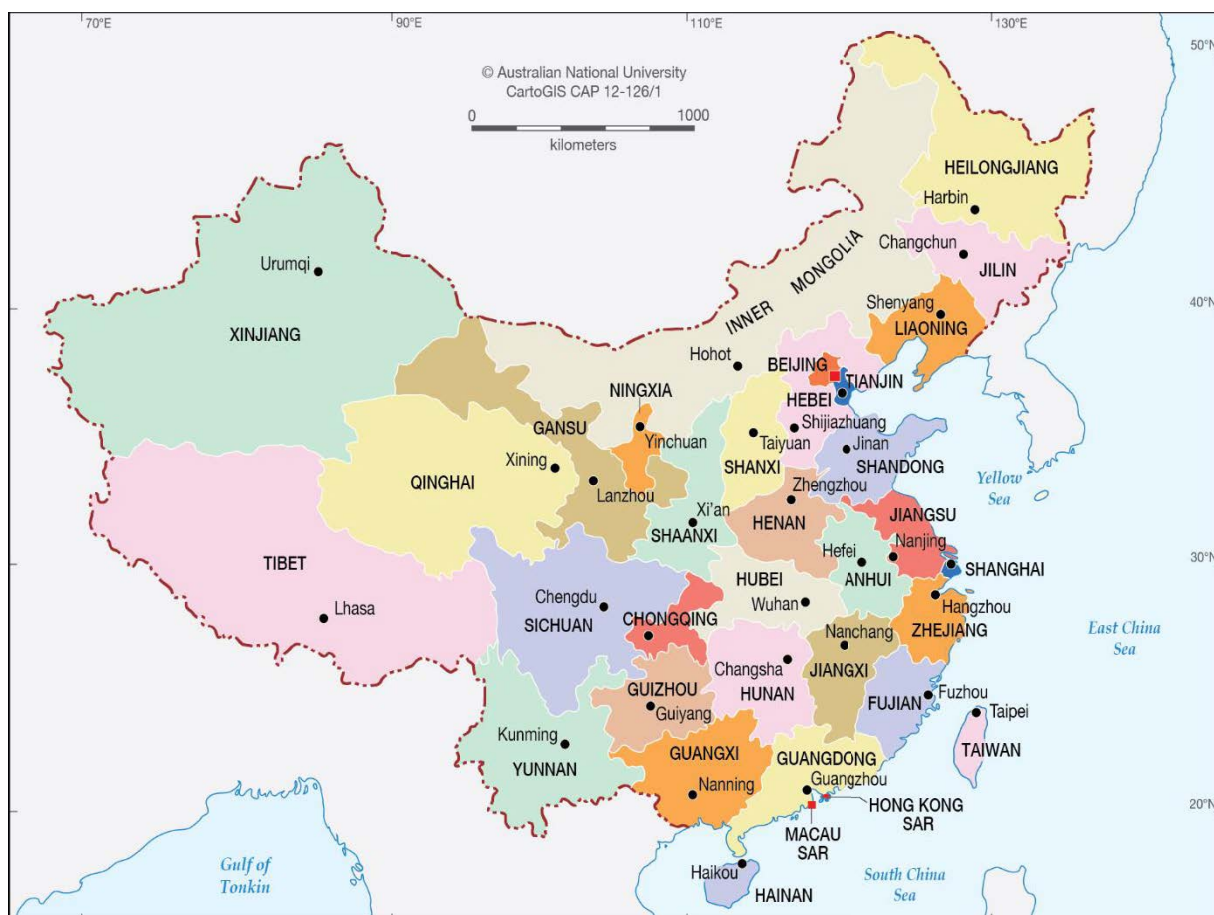 70°E
90°E
110°E
130°E
50°N
© Australian National University
CartoGIS CAP 12-126/1
0
1000
kilometers
HEILONGJIANG
Harbin
Changchun
JILIN
Urumqi
INNER MONGOLiA
Shenyang
LIAONING
40°N
XINJIANG
Hohot
BEIJING
TIANJIN
NINGXIA
HEBEI
GANSU
Yinchuan
Shijiazhuang
Taiyuan
Jinan
Xining
SHANXI
SHANDONG
QINGHAI
Lanzhou
Zhengzhou
Yellow
Sea
Xi'an
JIANGSU
SHAANXI
HENAN
Hefei
Nanjing
TIBET
HUBEI
ANHUI
SHANGHAI
30°N
Chengdu
Wuhan
Hangzhou
Lhasa
SICHUAN
CHONGQING
ZHEJIANG
East China
Sea
Nanchang
Changsha
JIANGXI
GUIZHOU
HUNAN
Fuzhou
FUJIAN
Guiyang
Taipei
Kunming
GUANGXI
GUANGDONG
TAIWAN
YUNNAN
Guangzhou
Nanning
HONG KONG
SAR
20°N
MACAU
SAR
Gulf of
Tonkin
Haikou
HAINAN
South China
Sea